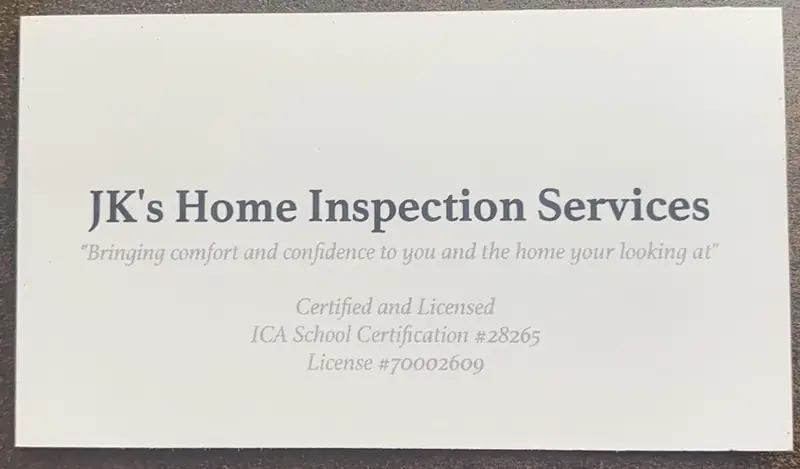 JK's Home Inspection Services
"Bringing comfort and confidence to you and the home your looking at"
Certified and Licensed
ICA School Certification #28265
License #70002609